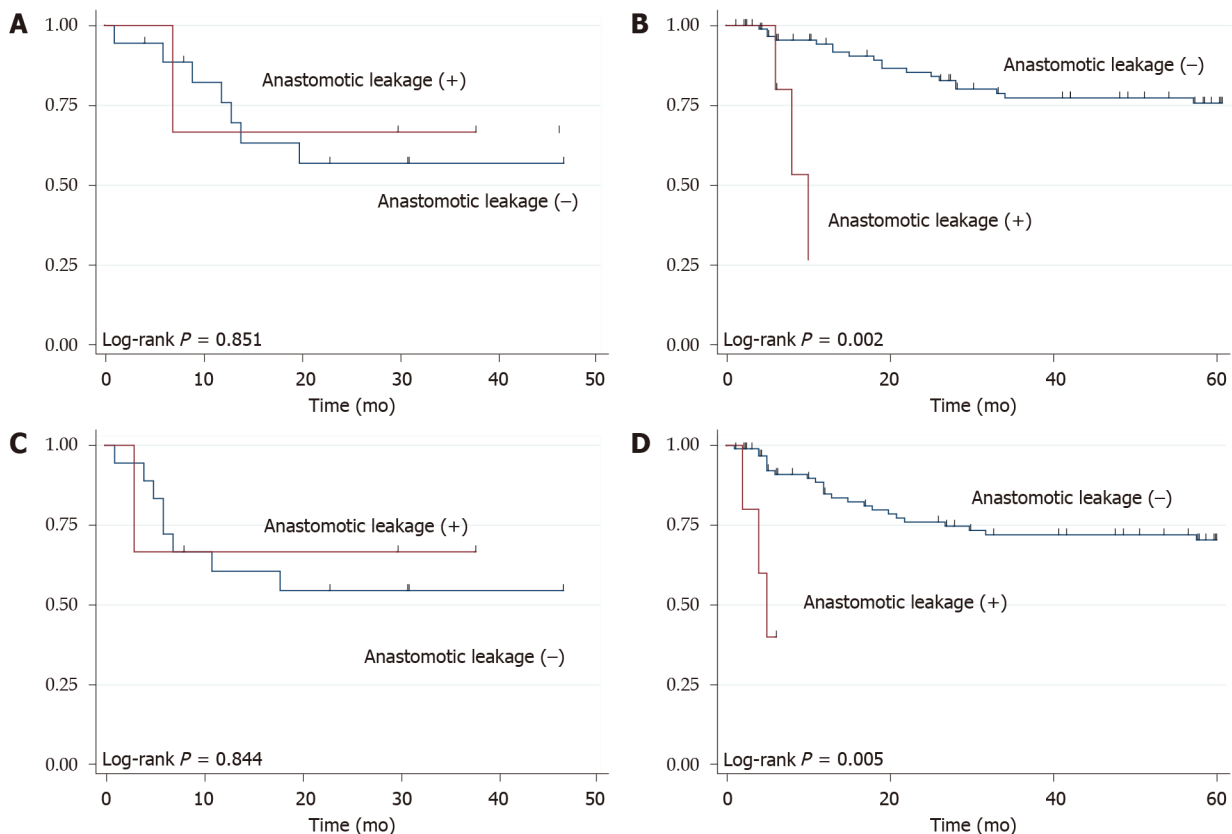 A
1.00
0.75
0.50
0.25
0.00
Anastomotic leakage (+)
Anastomotic leakage (−)
Log-rank P = 0.851
0 10 20 30 40 50
Time (mo)
B
1.00
0.75
0.50
0.25
0.00
Anastomotic leakage (−)
Anastomotic leakage (+)
Log-rank P = 0.002
0 20 40 60
Time (mo)
C
1.00
0.75
0.50
0.25
0.00
Anastomotic leakage (+)
Anastomotic leakage (−)
Log-rank P = 0.844
0 10 20 30 40 50
Time (mo)
D
1.00
0.75
0.50
0.25
0.00
Anastomotic leakage (−)
Anastomotic leakage (+)
Log-rank P = 0.005
0 20 40 60
Time (mo)